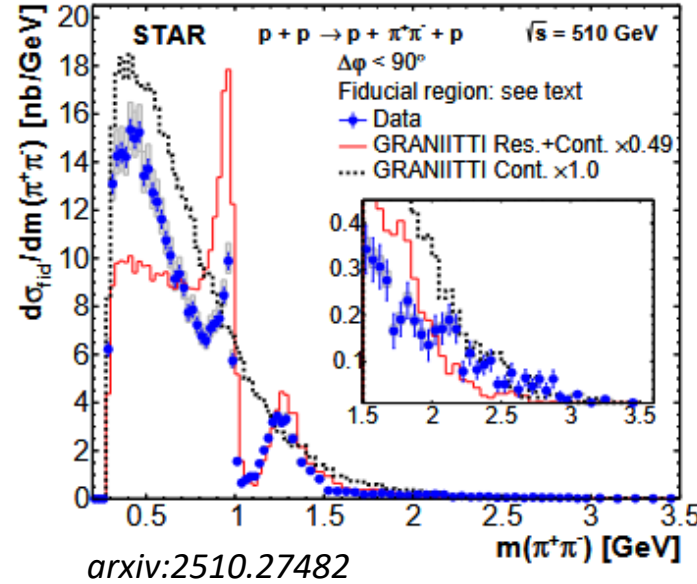 STAR
p + p → p + π⁺π⁻ + p
√s = 510 GeV
Δφ < 90°
Fiducial region: see text
Data
GRANIITTI Res.+Cont. ×0.49
GRANIITTI Cont. ×1.0
dσ_fid/dm(π⁺π⁻) [nb/GeV]
18
16
14
12
10
8
6
4
2
0
0.4
0.3
0.2
0.1
1.5 2 2.5 3 3.5
0.5 1 1.5 2 2.5 3 3.5
m(π⁺π⁻) [GeV]
arxiv:2510.27482